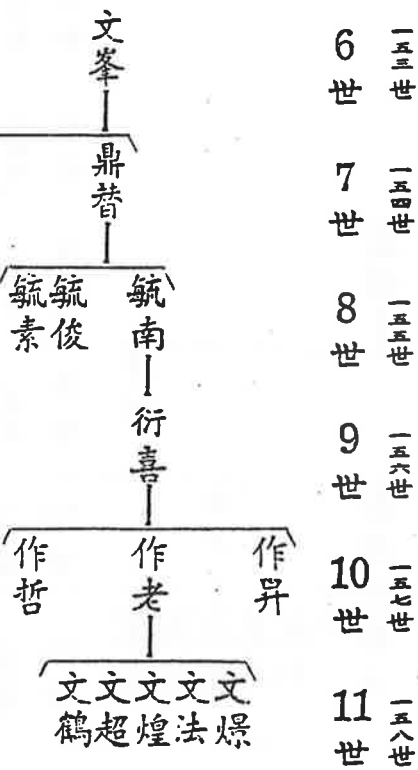 一五三世
6世
文峯
一五四世
7世
鼎替
一五五世
8世
毓南
毓俊
毓素
一五六世
9世
衍喜
一五七世
10世
作昇
作老
作哲
一五八世
11世
文煜
文法
文煌
文超
文鶴